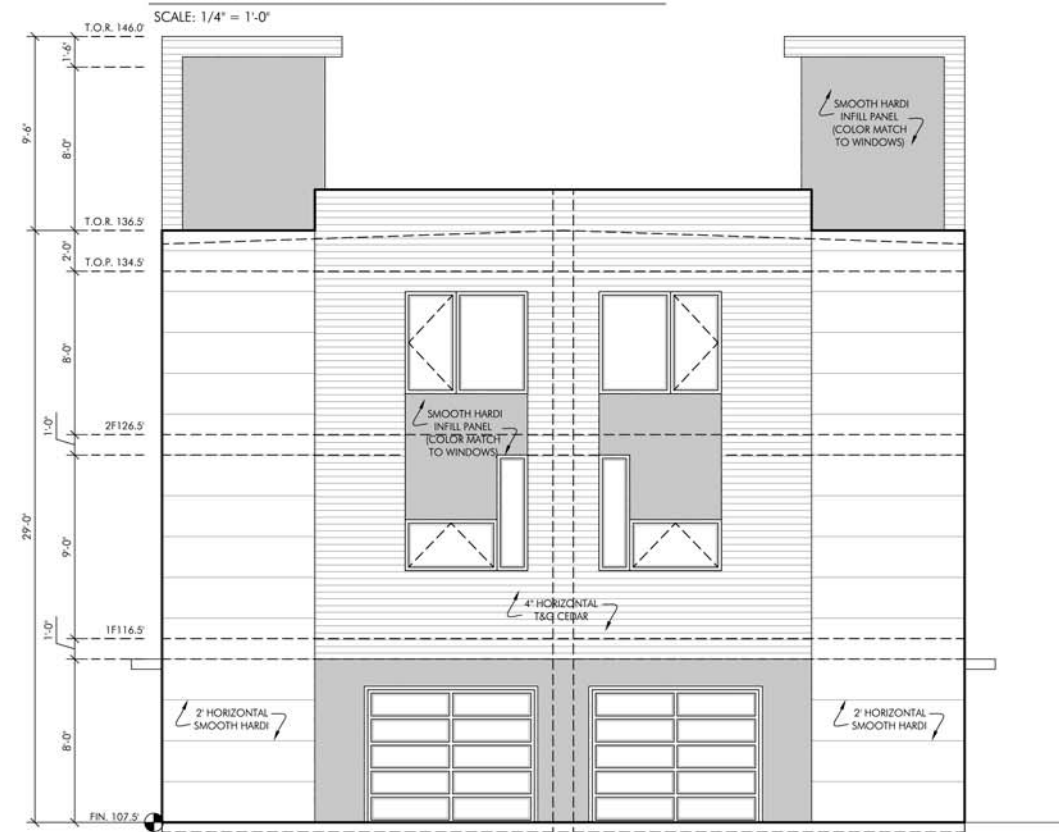 SCALE: 1/4" = 1'-0"
T.O.R. 146.0'
1'-6"
9'-6"
8'-0"
SMOOTH HARDI
INFILL PANEL
(COLOR MATCH
TO WINDOWS)
T.O.R. 136.5'
2'-0"
T.O.P. 134.5'
8'-0"
SMOOTH HARDI
INFILL PANEL
(COLOR MATCH
TO WINDOWS)
1'-0"
2F126.5'
29'-0"
9'-0"
4" HORIZONTAL
T&G CEDAR
1'-0"
1F116.5'
2' HORIZONTAL
SMOOTH HARDI
2' HORIZONTAL
SMOOTH HARDI
8'-0"
FIN. 107.5'